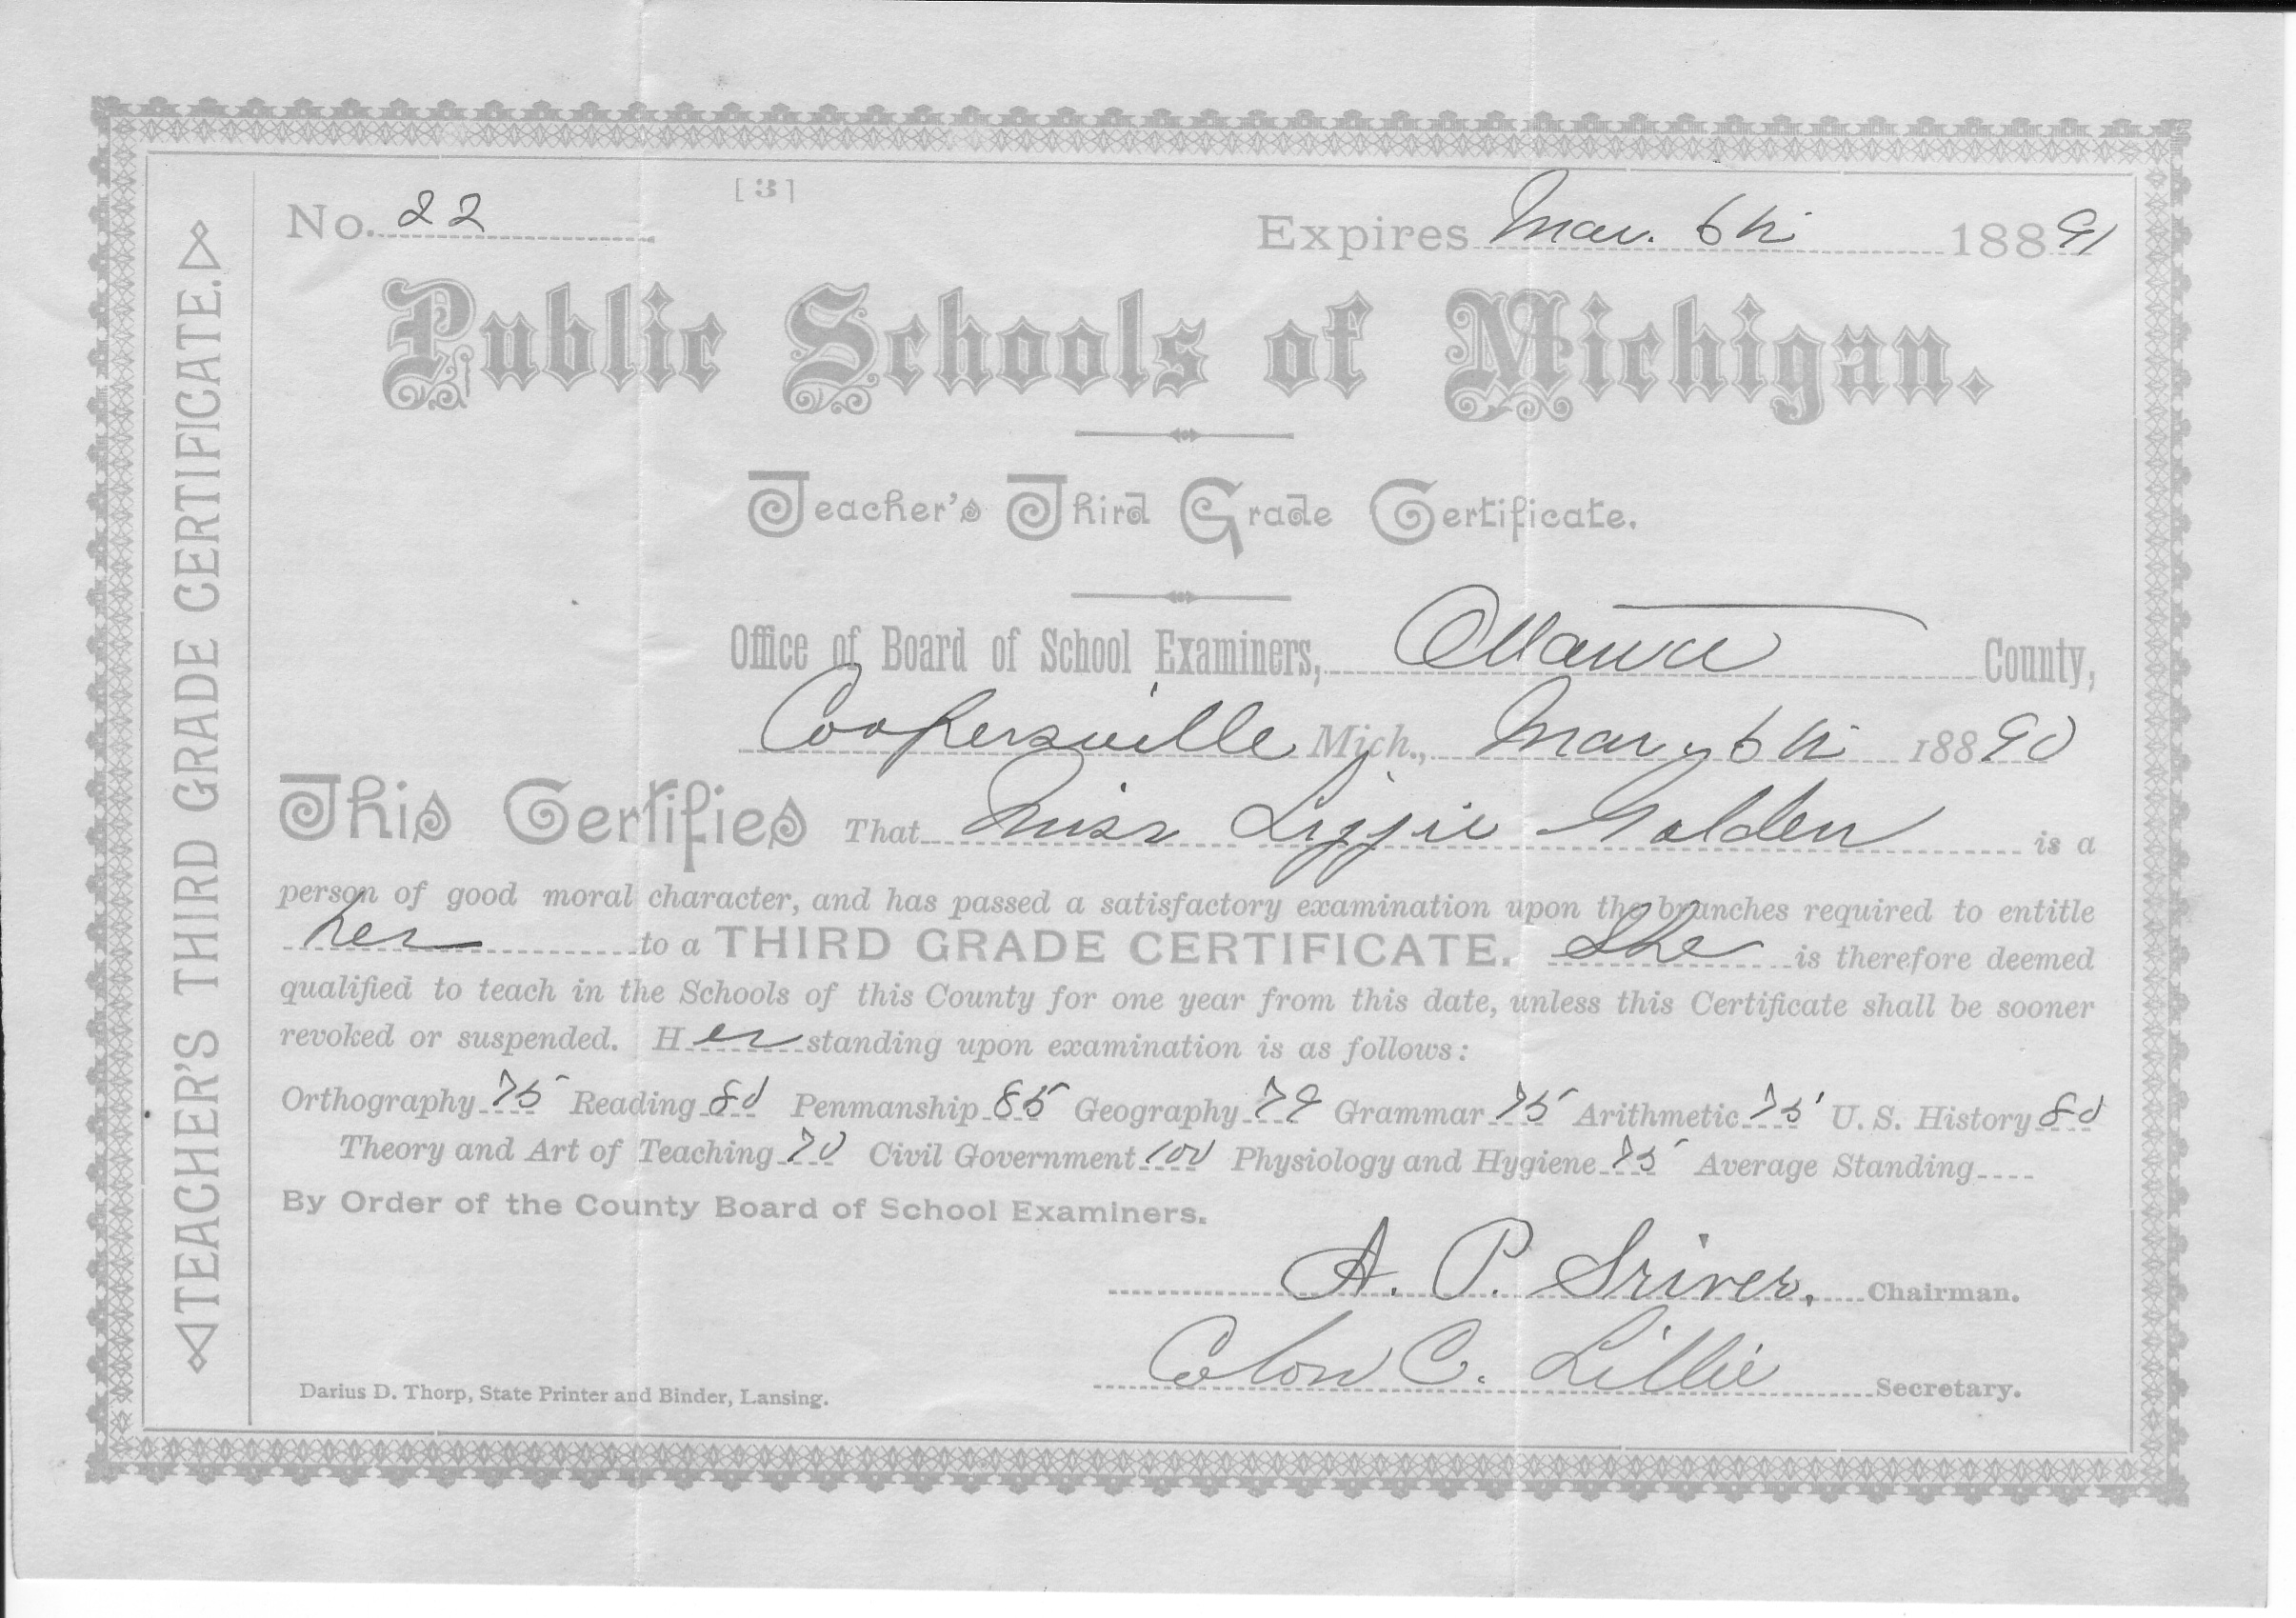 TEACHER'S THIRD GRADE CERTIFICATE.
No. 22 [3] Expires Mar. 6th 18891
Public Schools of Michigan.
Teacher's Third Grade Certificate.
Office of Board of School Examiners, Ottawa County,
Coopersville Mich., Mar. 6th 18890
This Certifies That Miss Lizzie Golden is a
person of good moral character, and has passed a satisfactory examination upon the branches required to entitle
her to a THIRD GRADE CERTIFICATE. She is therefore deemed
qualified to teach in the Schools of this County for one year from this date, unless this Certificate shall be sooner
revoked or suspended. Her standing upon examination is as follows:
Orthography 75 Reading 80 Penmanship 85 Geography 79 Grammar 75 Arithmetic 75 U. S. History 80
Theory and Art of Teaching 70 Civil Government 100 Physiology and Hygiene 75 Average Standing
By Order of the County Board of School Examiners.
A. P. Sriver, Chairman.
Colon C. Lillie Secretary.
Darius D. Thorp, State Printer and Binder, Lansing.